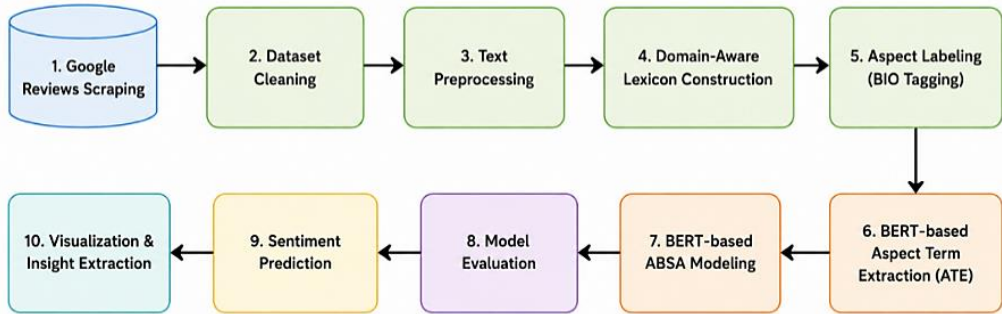 1. Google
Reviews Scraping
2. Dataset
Cleaning
3. Text
Preprocessing
4. Domain-Aware
Lexicon Construction
5. Aspect Labeling
(BIO Tagging)
6. BERT-based
Aspect Term
Extraction (ATE)
7. BERT-based
ABSA Modeling
8. Model
Evaluation
9. Sentiment
Prediction
10. Visualization &
Insight Extraction